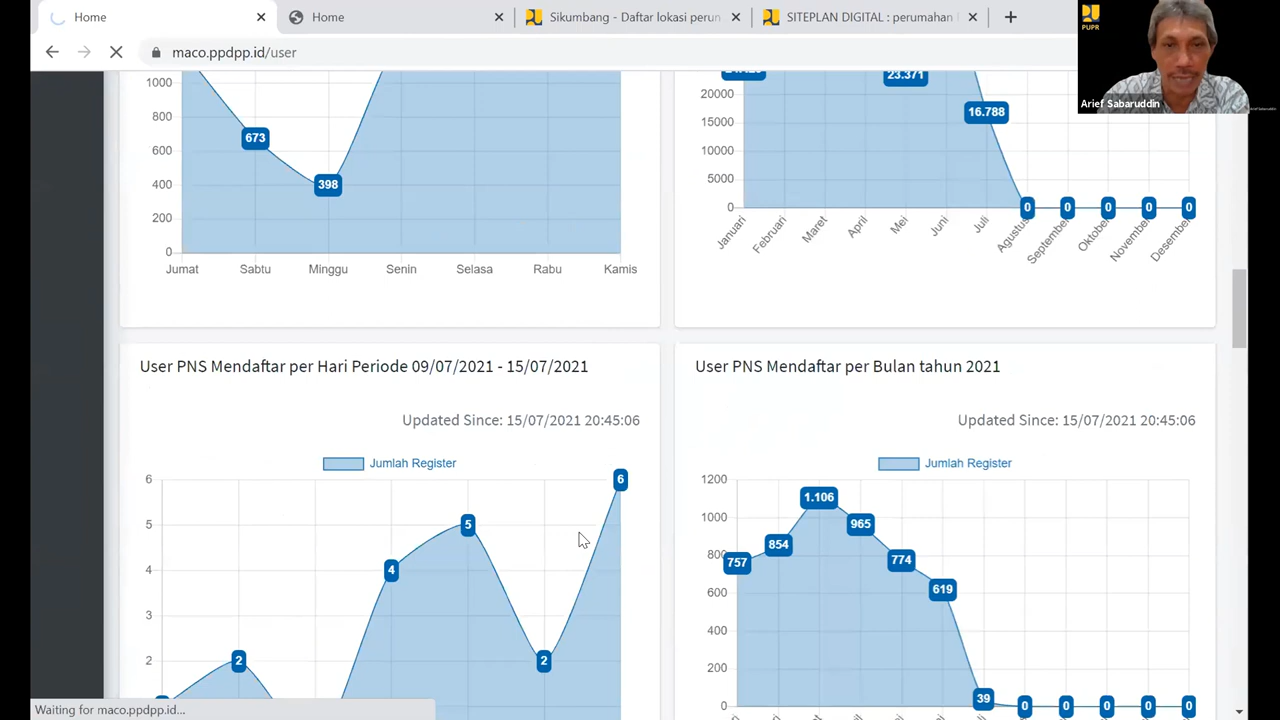 Home
Home
Sikumbang - Daftar lokasi perun
SITEPLAN DIGITAL : perumahan
maco.ppdpp.id/user
PUPR
Arief Sabaruddin
1000
800
600
400
200
0
673
398
Jumat
Sabtu
Minggu
Senin
Selasa
Rabu
Kamis
20000
15000
10000
5000
0
23.371
16.788
0
0
0
0
0
Januari
Februari
Maret
April
Mei
Juni
Juli
Agustus
September
Oktober
November
Desember
User PNS Mendaftar per Hari Periode 09/07/2021 - 15/07/2021
Updated Since: 15/07/2021 20:45:06
Jumlah Register
6
5
4
3
2
2
4
5
2
6
User PNS Mendaftar per Bulan tahun 2021
Updated Since: 15/07/2021 20:45:06
Jumlah Register
1200
1000
800
600
400
200
0
757
854
1.106
965
774
619
39
0
0
0
0
0
Waiting for maco.ppdpp.id...